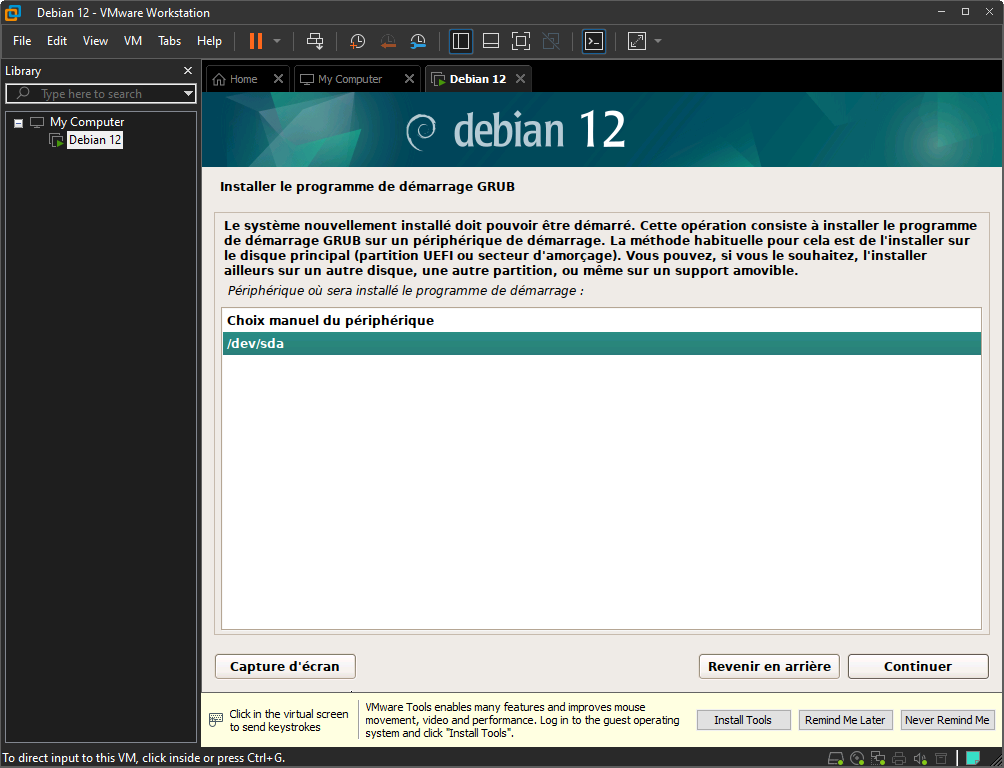 Debian 12 - VMware Workstation
File Edit View VM Tabs Help
Library
Home
My Computer
Debian 12
Type here to search
My Computer
Debian 12
debian 12
Installer le programme de démarrage GRUB
Le système nouvellement installé doit pouvoir être démarré. Cette opération consiste à installer le programme
de démarrage GRUB sur un périphérique de démarrage. La méthode habituelle pour cela est de l'installer sur
le disque principal (partition UEFI ou secteur d'amorçage). Vous pouvez, si vous le souhaitez, l'installer
ailleurs sur un autre disque, une autre partition, ou même sur un support amovible.
Périphérique où sera installé le programme de démarrage :
Choix manuel du périphérique
/dev/sda
Capture d'écran
Revenir en arrière
Continuer
Click in the virtual screen
to send keystrokes
VMware Tools enables many features and improves mouse
movement, video and performance. Log in to the guest operating
system and click "Install Tools".
Install Tools
Remind Me Later
Never Remind Me
To direct input to this VM, click inside or press Ctrl+G.